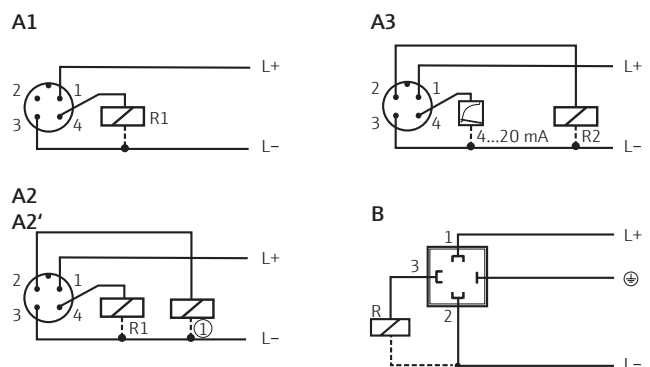 A1
2 1 L+
3 4 R1
L–
A3
2 1 L+
3 4 4...20 mA R2
L–
A2
A2‘
2 1 L+
3 4 R1 ①
L–
B
1 L+
3
R 2
L–